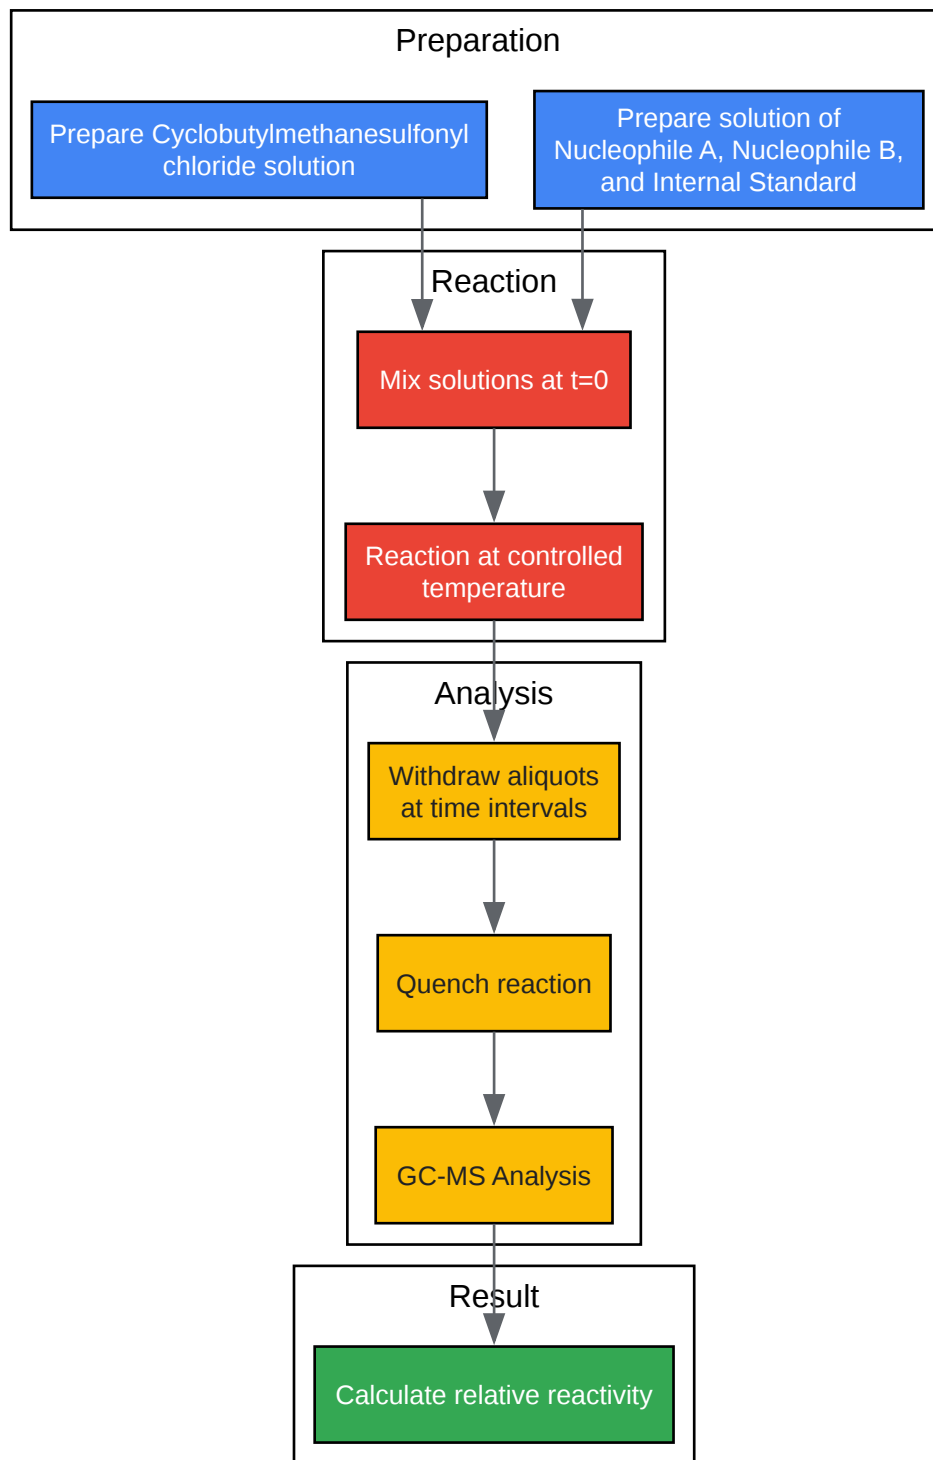 Preparation
Prepare Cyclobutylmethanesulfonyl
chloride solution
Prepare solution of
Nucleophile A, Nucleophile B,
and Internal Standard
Reaction
Mix solutions at t=0
Reaction at controlled
temperature
Analysis
Withdraw aliquots
at time intervals
Quench reaction
GC-MS Analysis
Result
Calculate relative reactivity